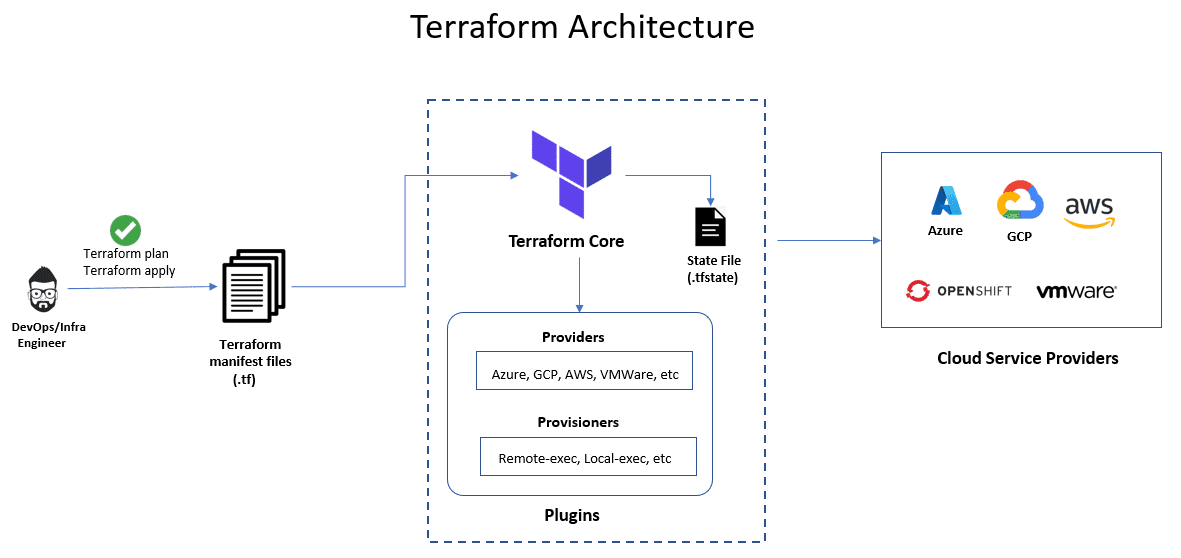 Terraform Architecture
Terraform plan
Terraform apply
DevOps/Infra
Engineer
Terraform
manifest files
(.tf)
Terraform Core
State File
(.tfstate)
Providers
Azure, GCP, AWS, VMWare, etc
Provisioners
Remote-exec, Local-exec, etc
Plugins
Azure
GCP
aws
OPENSHIFT
vmware®
Cloud Service Providers